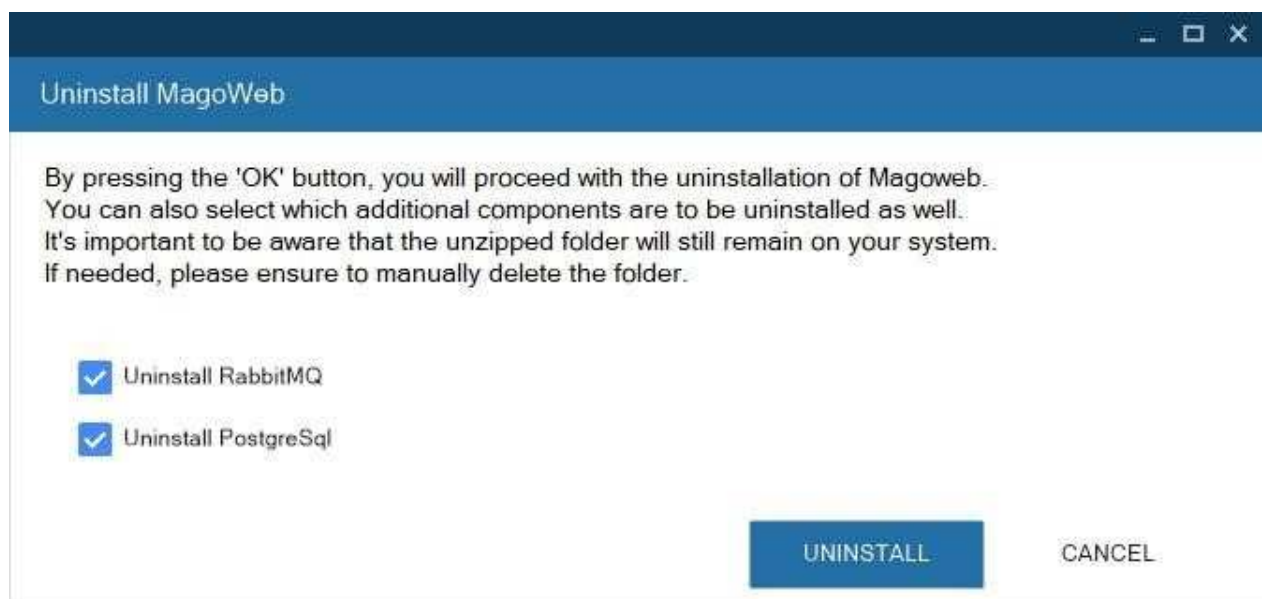 Uninstall MagoWeb
By pressing the 'OK' button, you will proceed with the uninstallation of Magoweb.
You can also select which additional components are to be uninstalled as well.
It's important to be aware that the unzipped folder will still remain on your system.
If needed, please ensure to manually delete the folder.
Uninstall RabbitMQ
Uninstall PostgreSql
UNINSTALL CANCEL